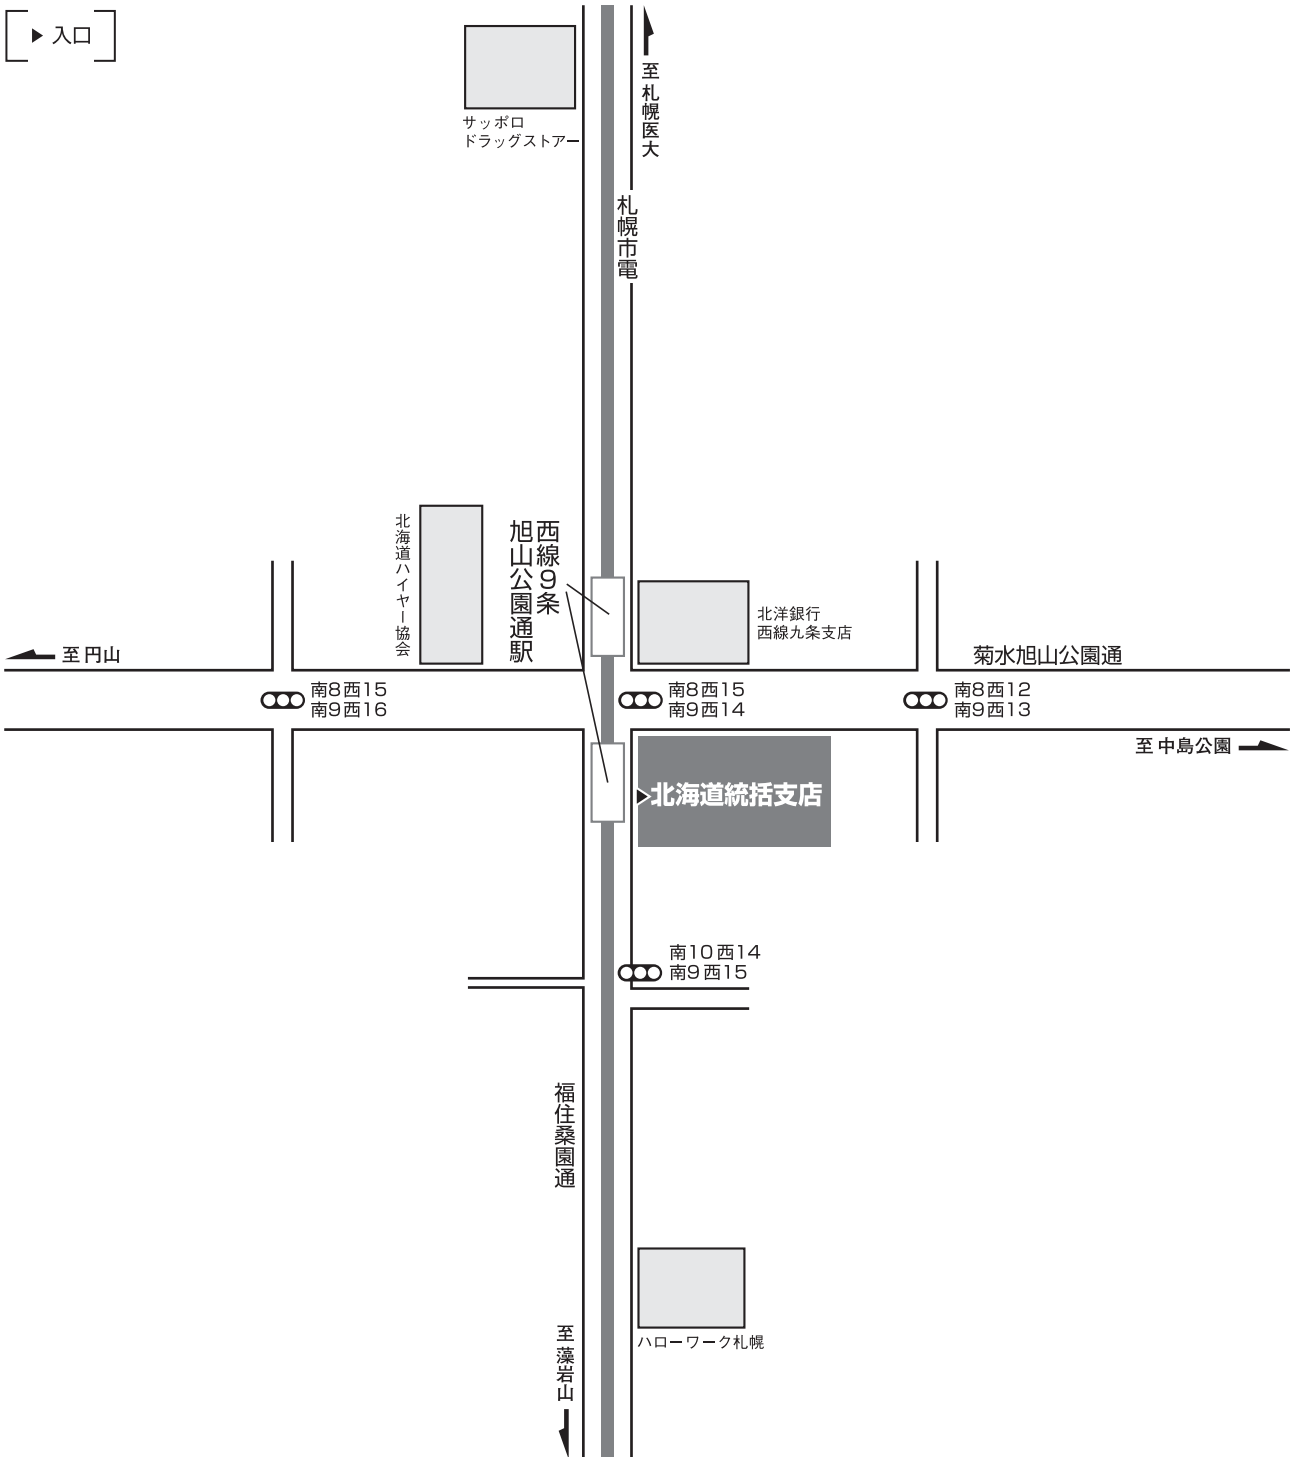 入口
サッポロ
ドラッグストアー
至 札幌医大
札幌市電
北海道ハイヤー協会
西線9条
旭山公園通駅
北洋銀行
西線九条支店
至 円山
菊水旭山公園通
南8西15
南9西16
南8西15
南9西14
南8西12
南9西13
至 中島公園
北海道統括支店
南10西14
南9西15
福住桑園通
至 藻岩山
ハローワーク札幌